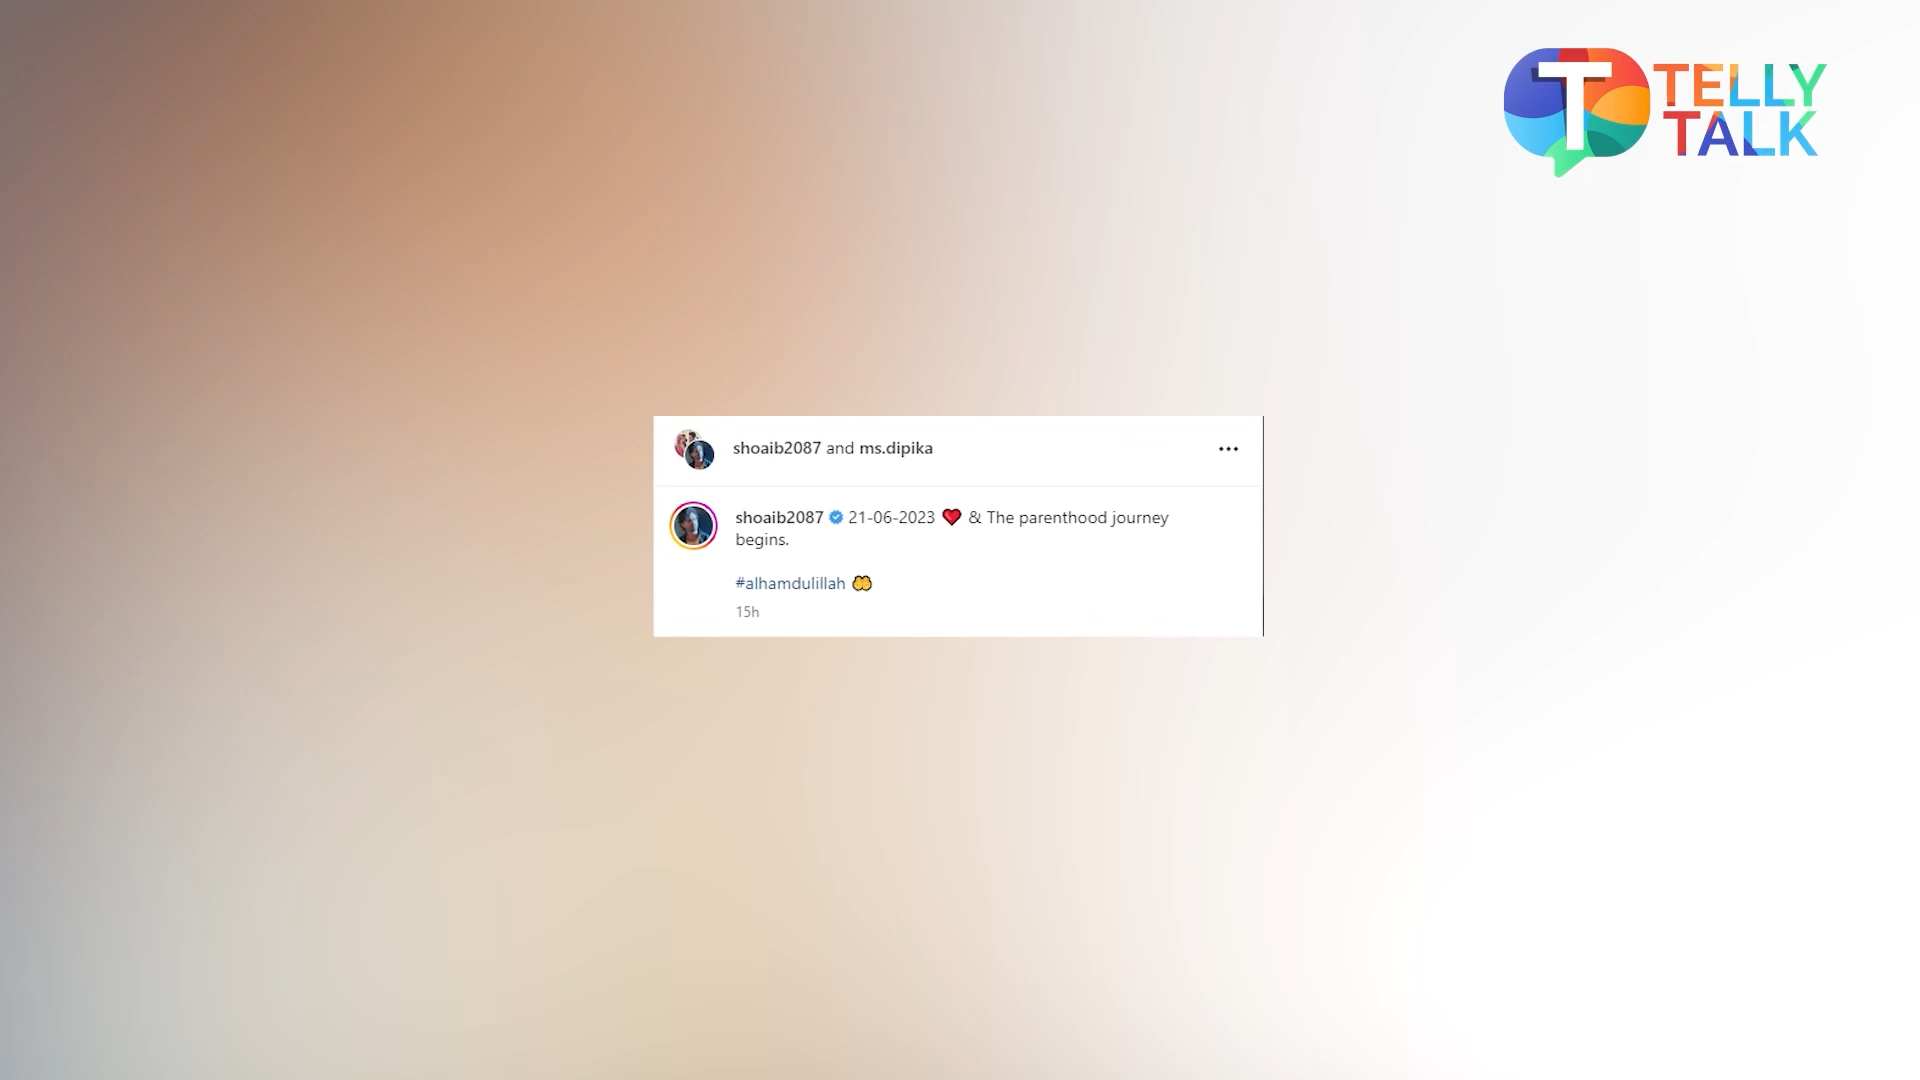 TELLY
TALK
shoaib2087 and ms.dipika
shoaib2087 21-06-2023 ❤️ & The parenthood journey
begins.
#alhamdulillah 🤲
15h